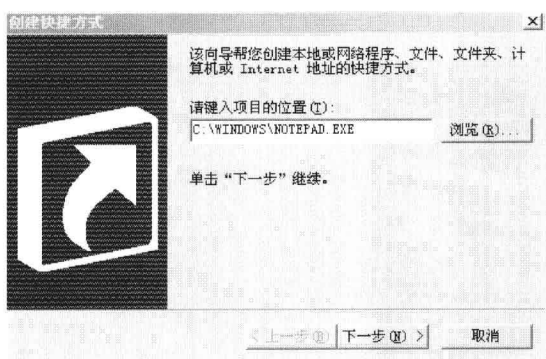 创建快捷方式
该向导帮您创建本地或网络程序、文件、文件夹、计
算机或 Internet 地址的快捷方式。
请键入项目的位置(T):
C:\WINDOWS\NOTEPAD.EXE
浏览(R)...
单击“下一步”继续。
< 上一步(B) 下一步(N) > 取消